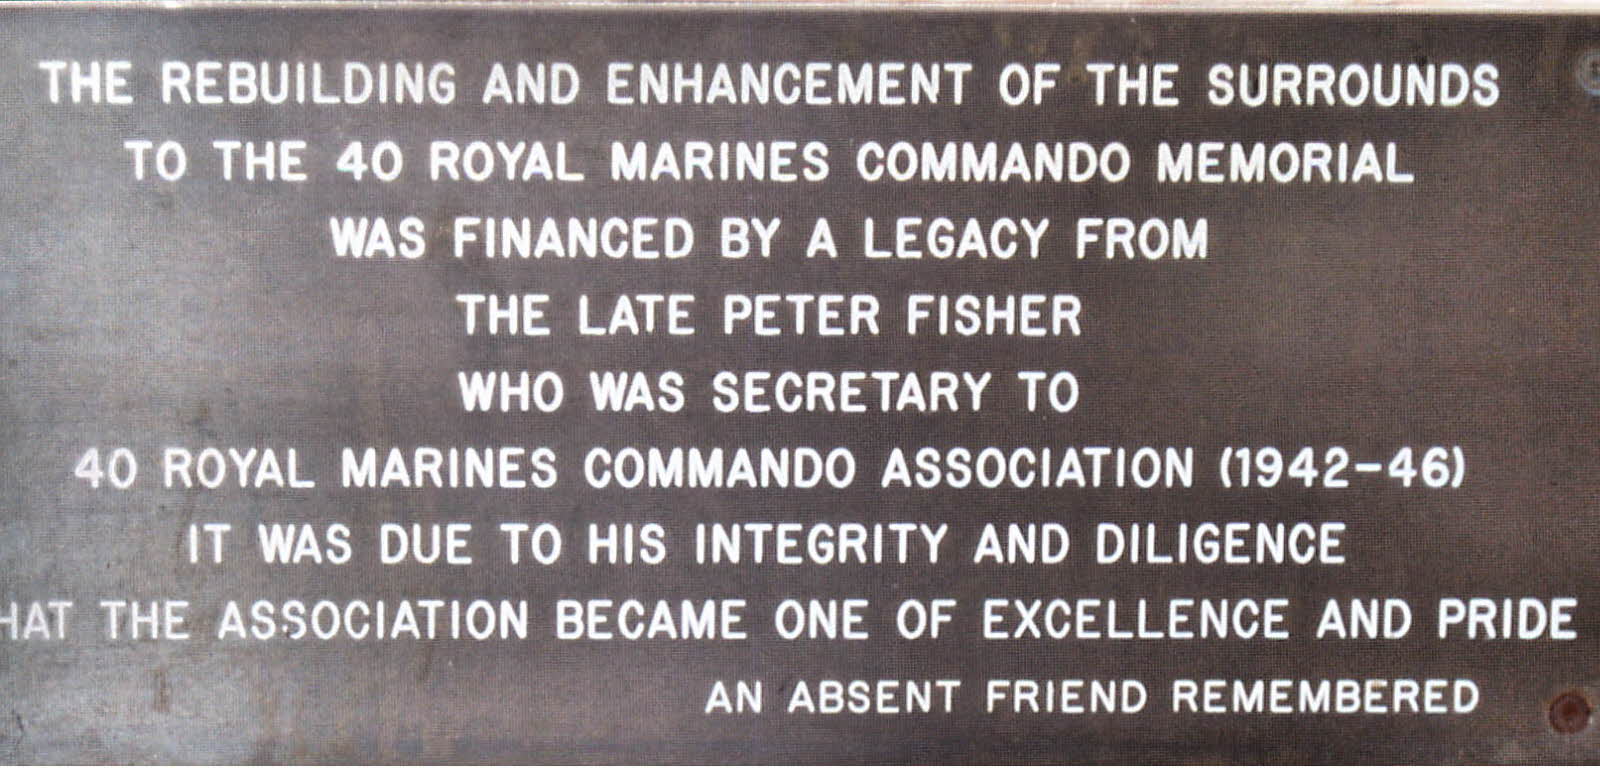 THE REBUILDING AND ENHANCEMENT OF THE SURROUNDS
TO THE 40 ROYAL MARINES COMMANDO MEMORIAL
WAS FINANCED BY A LEGACY FROM
THE LATE PETER FISHER
WHO WAS SECRETARY TO
40 ROYAL MARINES COMMANDO ASSOCIATION (1942-46)
IT WAS DUE TO HIS INTEGRITY AND DILIGENCE
HAT THE ASSOCIATION BECAME ONE OF EXCELLENCE AND PRIDE
AN ABSENT FRIEND REMEMBERED